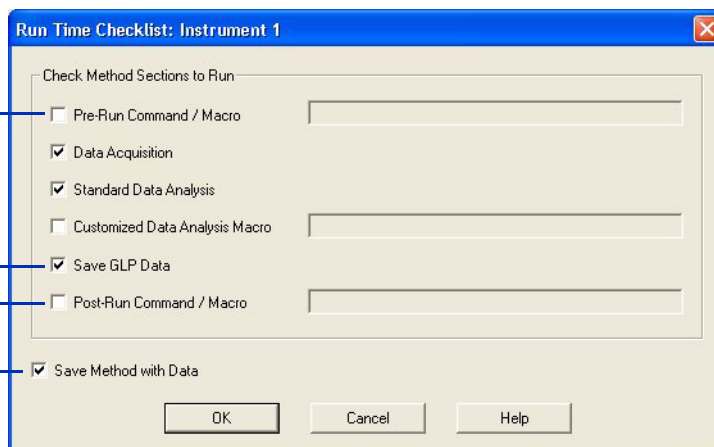 Run Time Checklist: Instrument 1
Check Method Sections to Run
Pre-Run Command / Macro
Data Acquisition
Standard Data Analysis
Customized Data Analysis Macro
Save GLP Data
Post-Run Command / Macro
Save Method with Data
OK Cancel Help